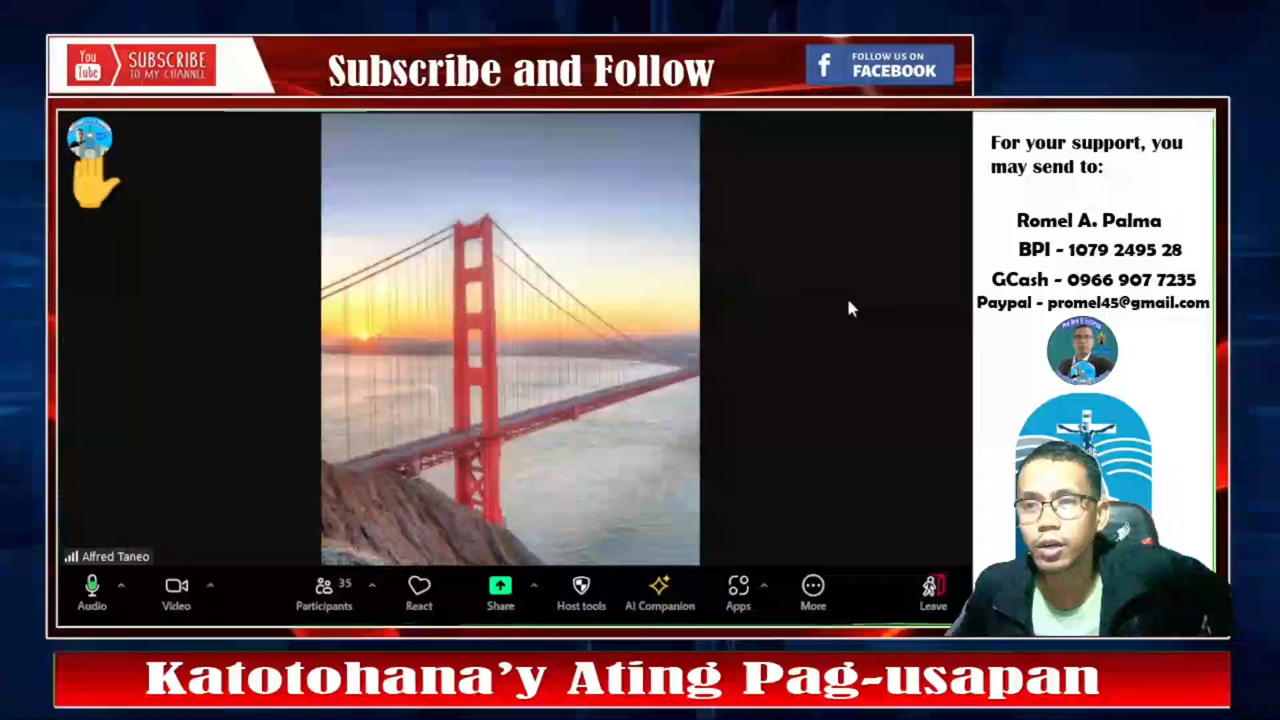 You
Tube
SUBSCRIBE
TO MY CHANNEL
Subscribe and Follow
f
FOLLOW US ON
FACEBOOK
For your support, you
may send to:
Romel A. Palma
BPI - 1079 2495 28
GCash - 0966 907 7235
Paypal - promel45@gmail.com
Alfred Taneo
35
Audio
Video
Participants
React
Share
Host tools
AI Companion
Apps
More
Leave
Katotohana'y Ating Pag-usapan